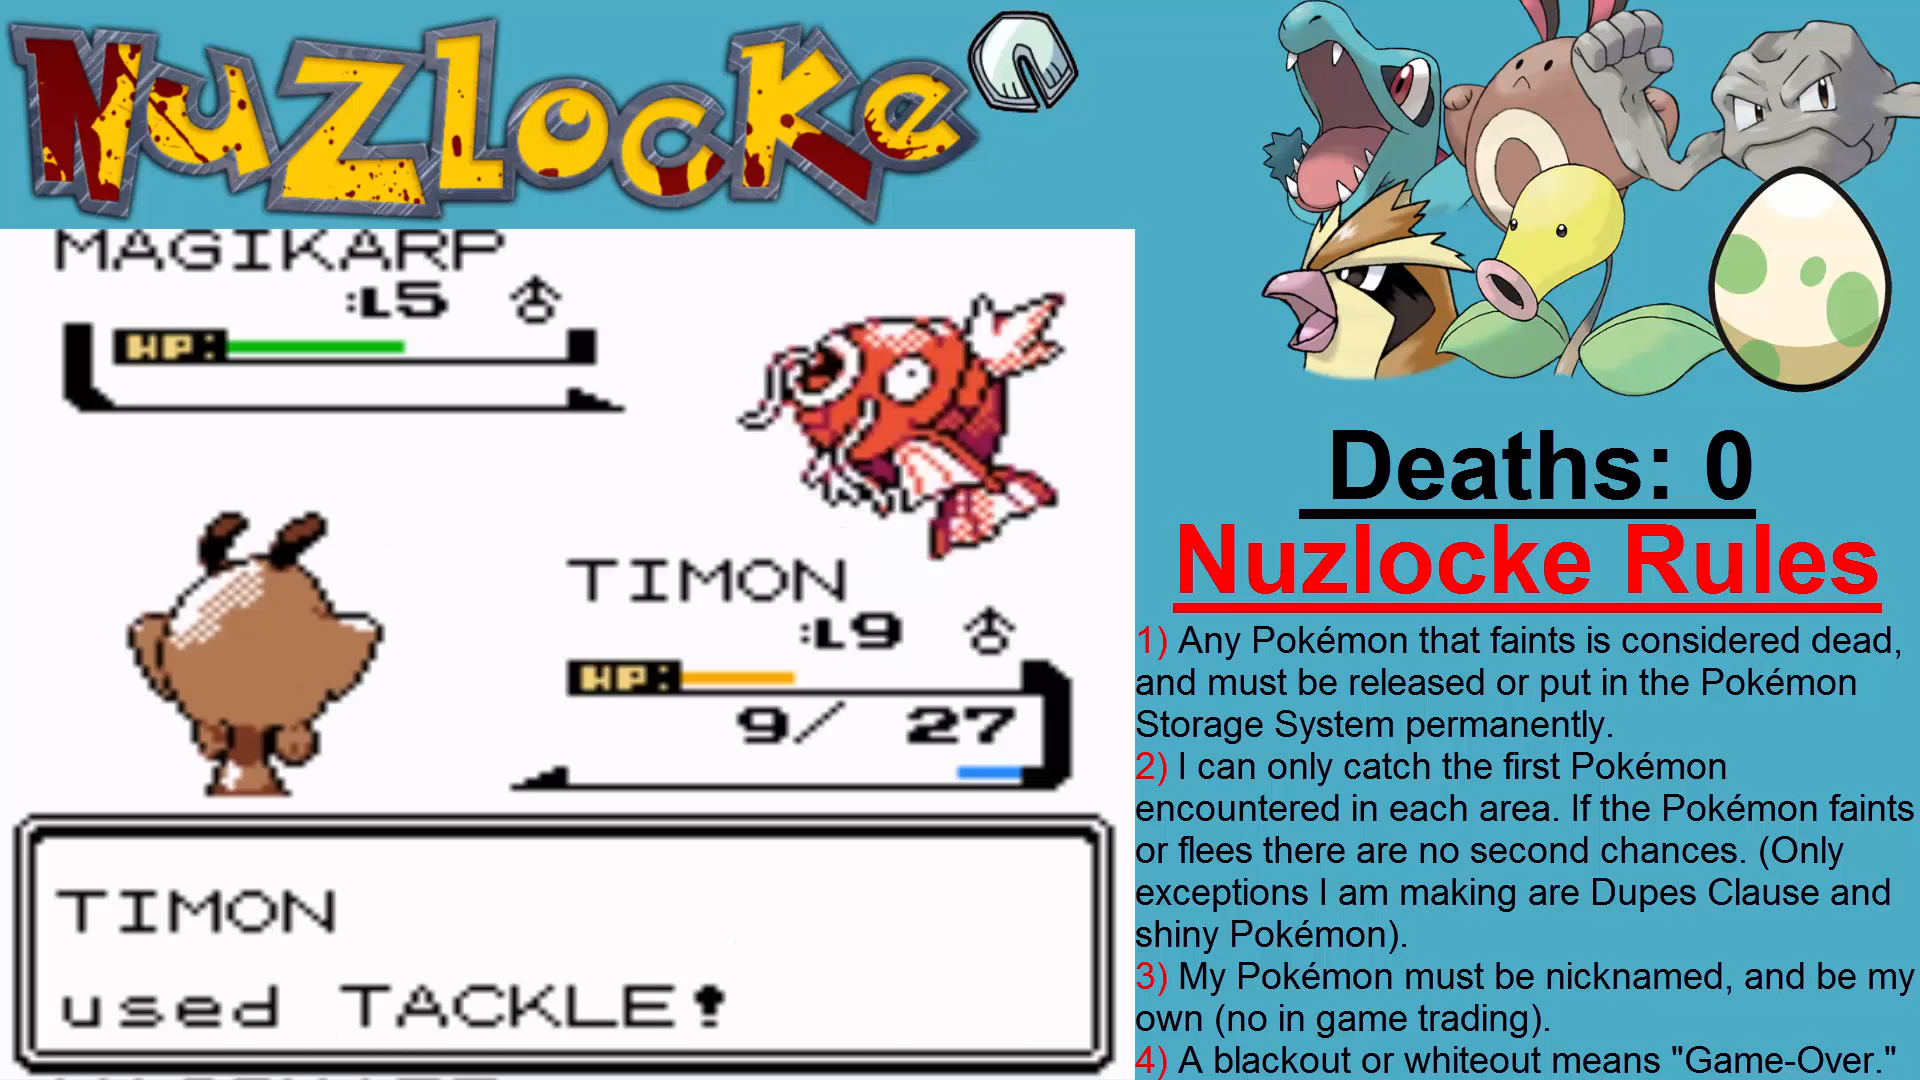 Nuzlocke
MAGIKARP
:L5 ♂
HP:
TIMON
:L9 ♂
HP:
9/ 27
TIMON
used TACKLE!
Deaths: 0
Nuzlocke Rules
1) Any Pokémon that faints is considered dead,
and must be released or put in the Pokémon
Storage System permanently.
2) I can only catch the first Pokémon
encountered in each area. If the Pokémon faints
or flees there are no second chances. (Only
exceptions I am making are Dupes Clause and
shiny Pokémon).
3) My Pokémon must be nicknamed, and be my
own (no in game trading).
4) A blackout or whiteout means "Game-Over."